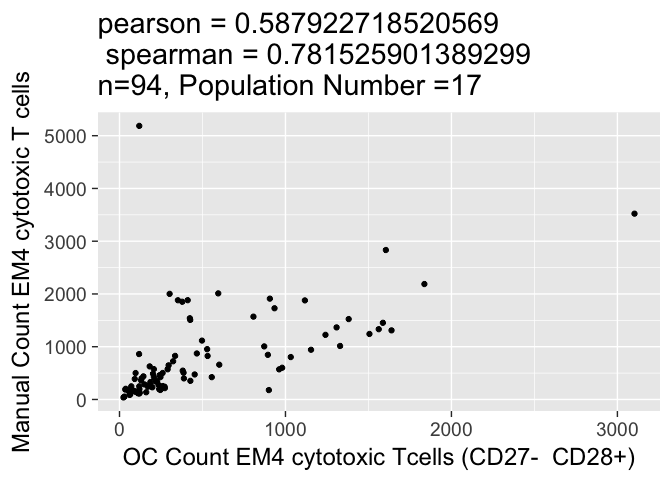 pearson = 0.587922718520569
spearman = 0.781525901389299
n=94, Population Number =17
Manual Count EM4 cytotoxic T cells
5000
4000
3000
2000
1000
0
0 1000 2000 3000
OC Count EM4 cytotoxic Tcells (CD27-  CD28+)